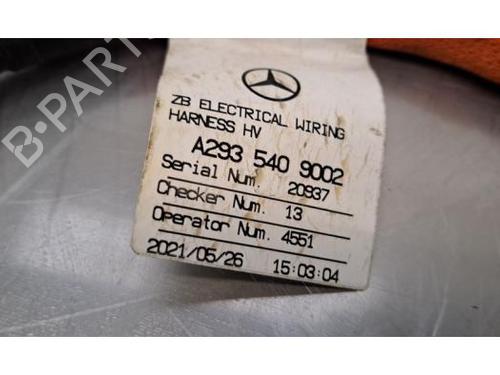 ZB ELECTRICAL WIRING
HARNESS HV
A293 540 9002
Serial Num. 20937
Checker Num. 13
Operator Num. 4551
2021/05/26 15:03:04
B-PARTS